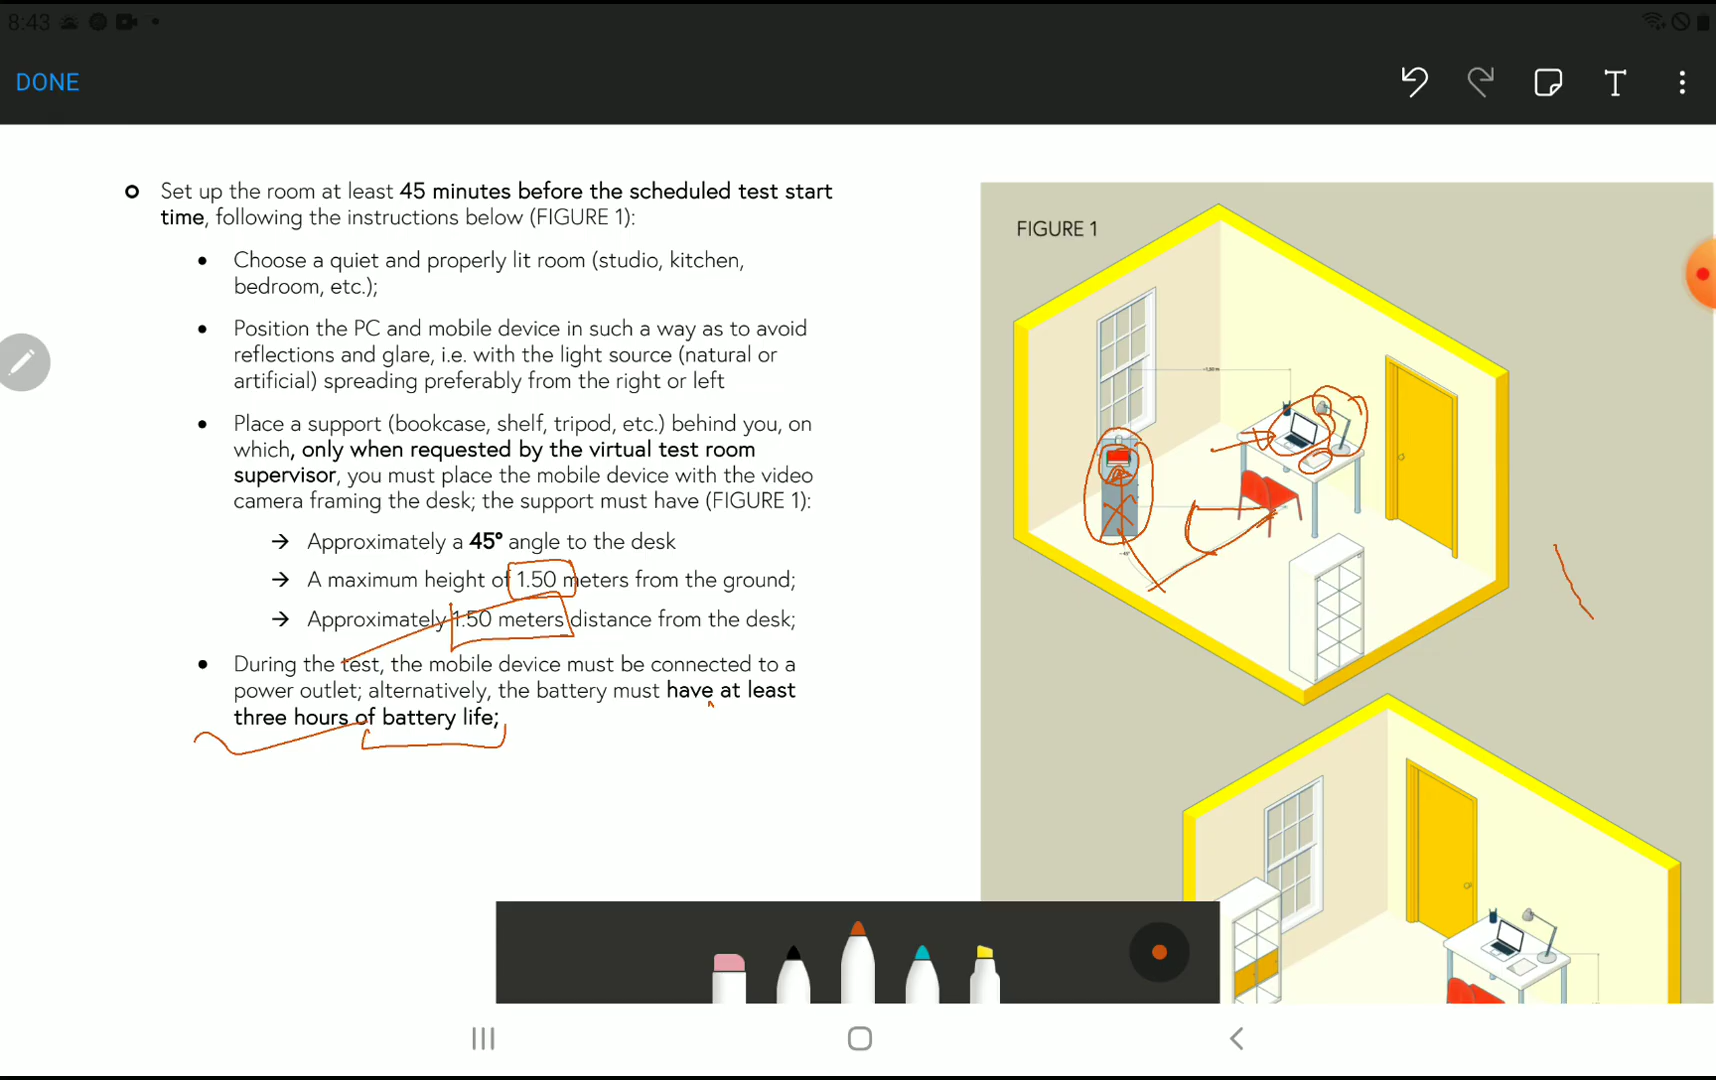 8:43
DONE
Set up the room at least 45 minutes before the scheduled test start
time, following the instructions below (FIGURE 1):
Choose a quiet and properly lit room (studio, kitchen,
bedroom, etc.);
Position the PC and mobile device in such a way as to avoid
reflections and glare, i.e. with the light source (natural or
artificial) spreading preferably from the right or left
Place a support (bookcase, shelf, tripod, etc.) behind you, on
which, only when requested by the virtual test room
supervisor, you must place the mobile device with the video
camera framing the desk; the support must have (FIGURE 1):
→ Approximately a 45° angle to the desk
→ A maximum height of 1.50 meters from the ground;
→ Approximately 1.50 meters distance from the desk;
During the test, the mobile device must be connected to a
power outlet; alternatively, the battery must have at least
three hours of battery life;
FIGURE 1